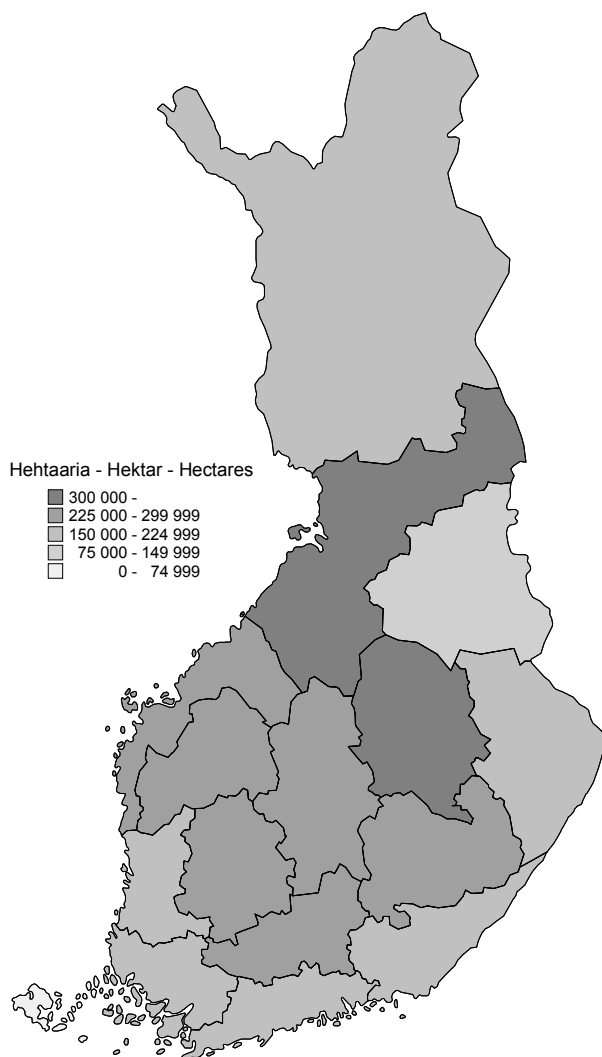 Hehtaaria - Hektar - Hectares
300 000 -
225 000 - 299 999
150 000 - 224 999
75 000 - 149 999
0 - 74 999